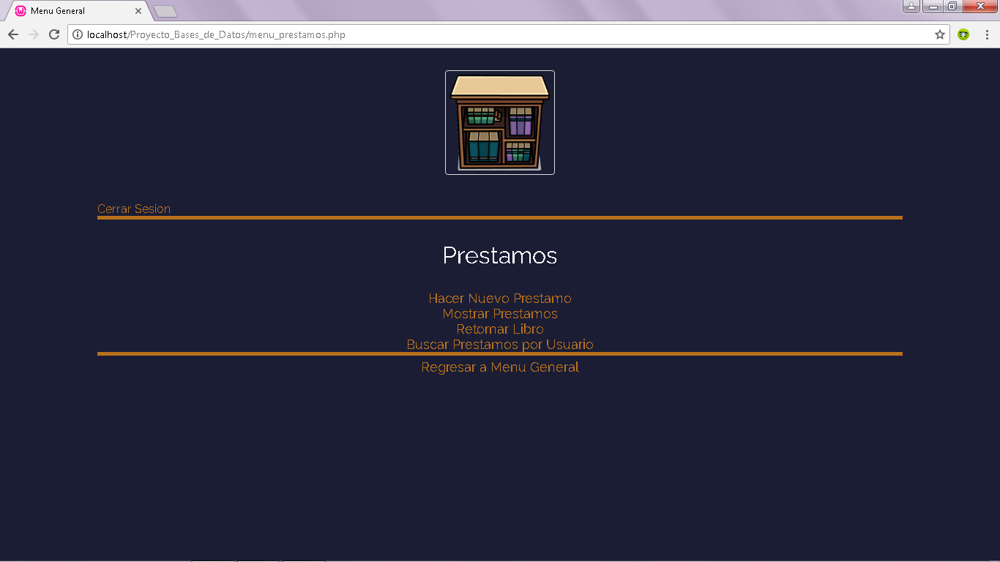 Menu General
localhost/Proyecto_Bases_de_Datos/menu_prestamos.php
Cerrar Sesion
Prestamos
Hacer Nuevo Prestamo
Mostrar Prestamos
Retornar Libro
Buscar Prestamos por Usuario
Regresar a Menu General